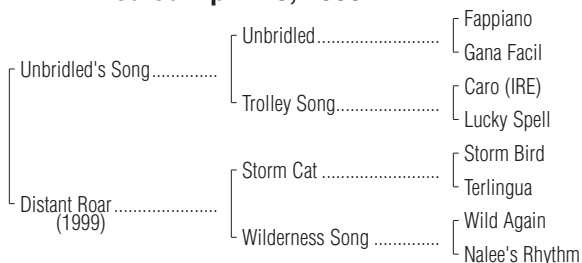 Fappiano
Unbridled........................
Gana Facil
Unbridled's Song.............
Caro (IRE)
Trolley Song....................
Lucky Spell
Storm Bird
Storm Cat .......................
Terlingua
Distant Roar ....................
(1999)
Wild Again
Wilderness Song .............
Nalee's Rhythm